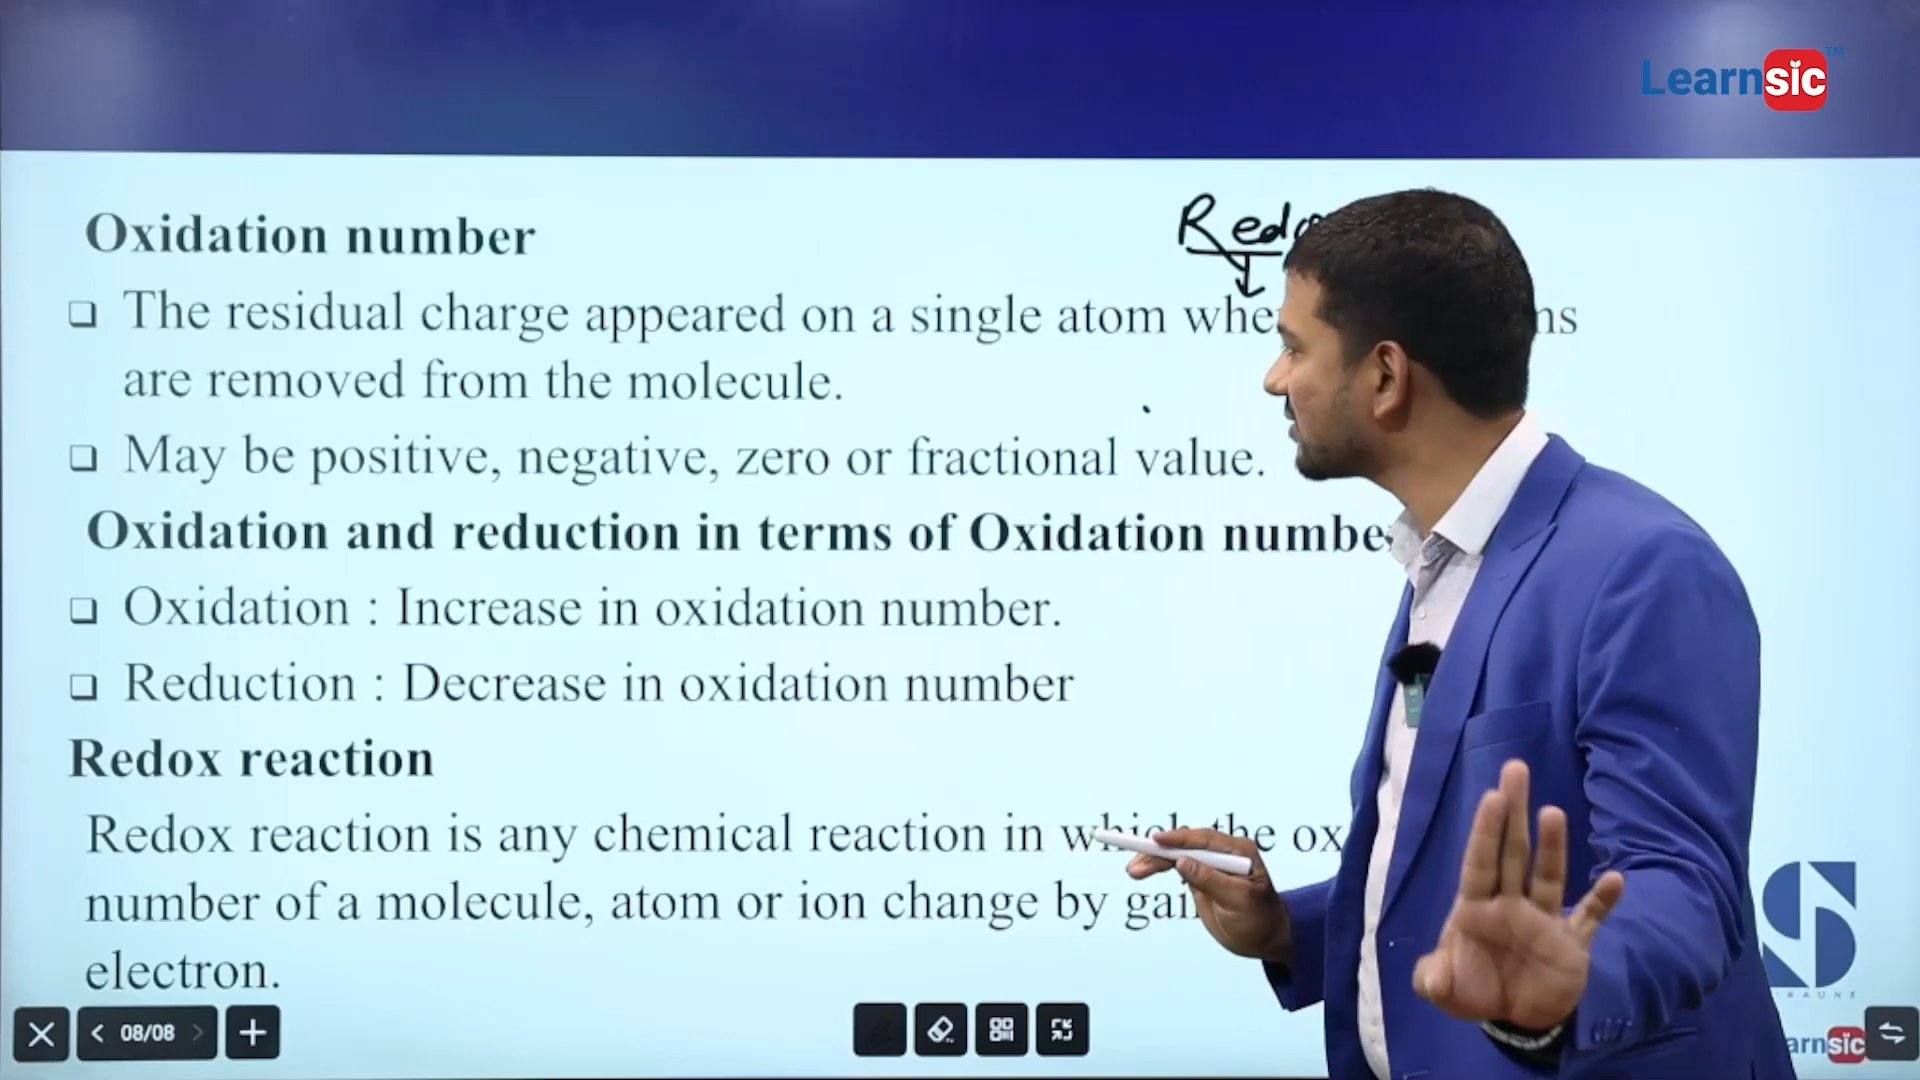 Learnsic TM
Oxidation number
❑ The residual charge appeared on a single atom
are removed from the molecule.
❑ May be positive, negative, zero or fractional value.
Oxidation and reduction in terms of Oxidation
❑ Oxidation : Increase in oxidation number.
❑ Reduction : Decrease in oxidation number
Redox reaction
Redox reaction is any chemical reaction in which the
number of a molecule, atom or ion change by
electron.
08/08